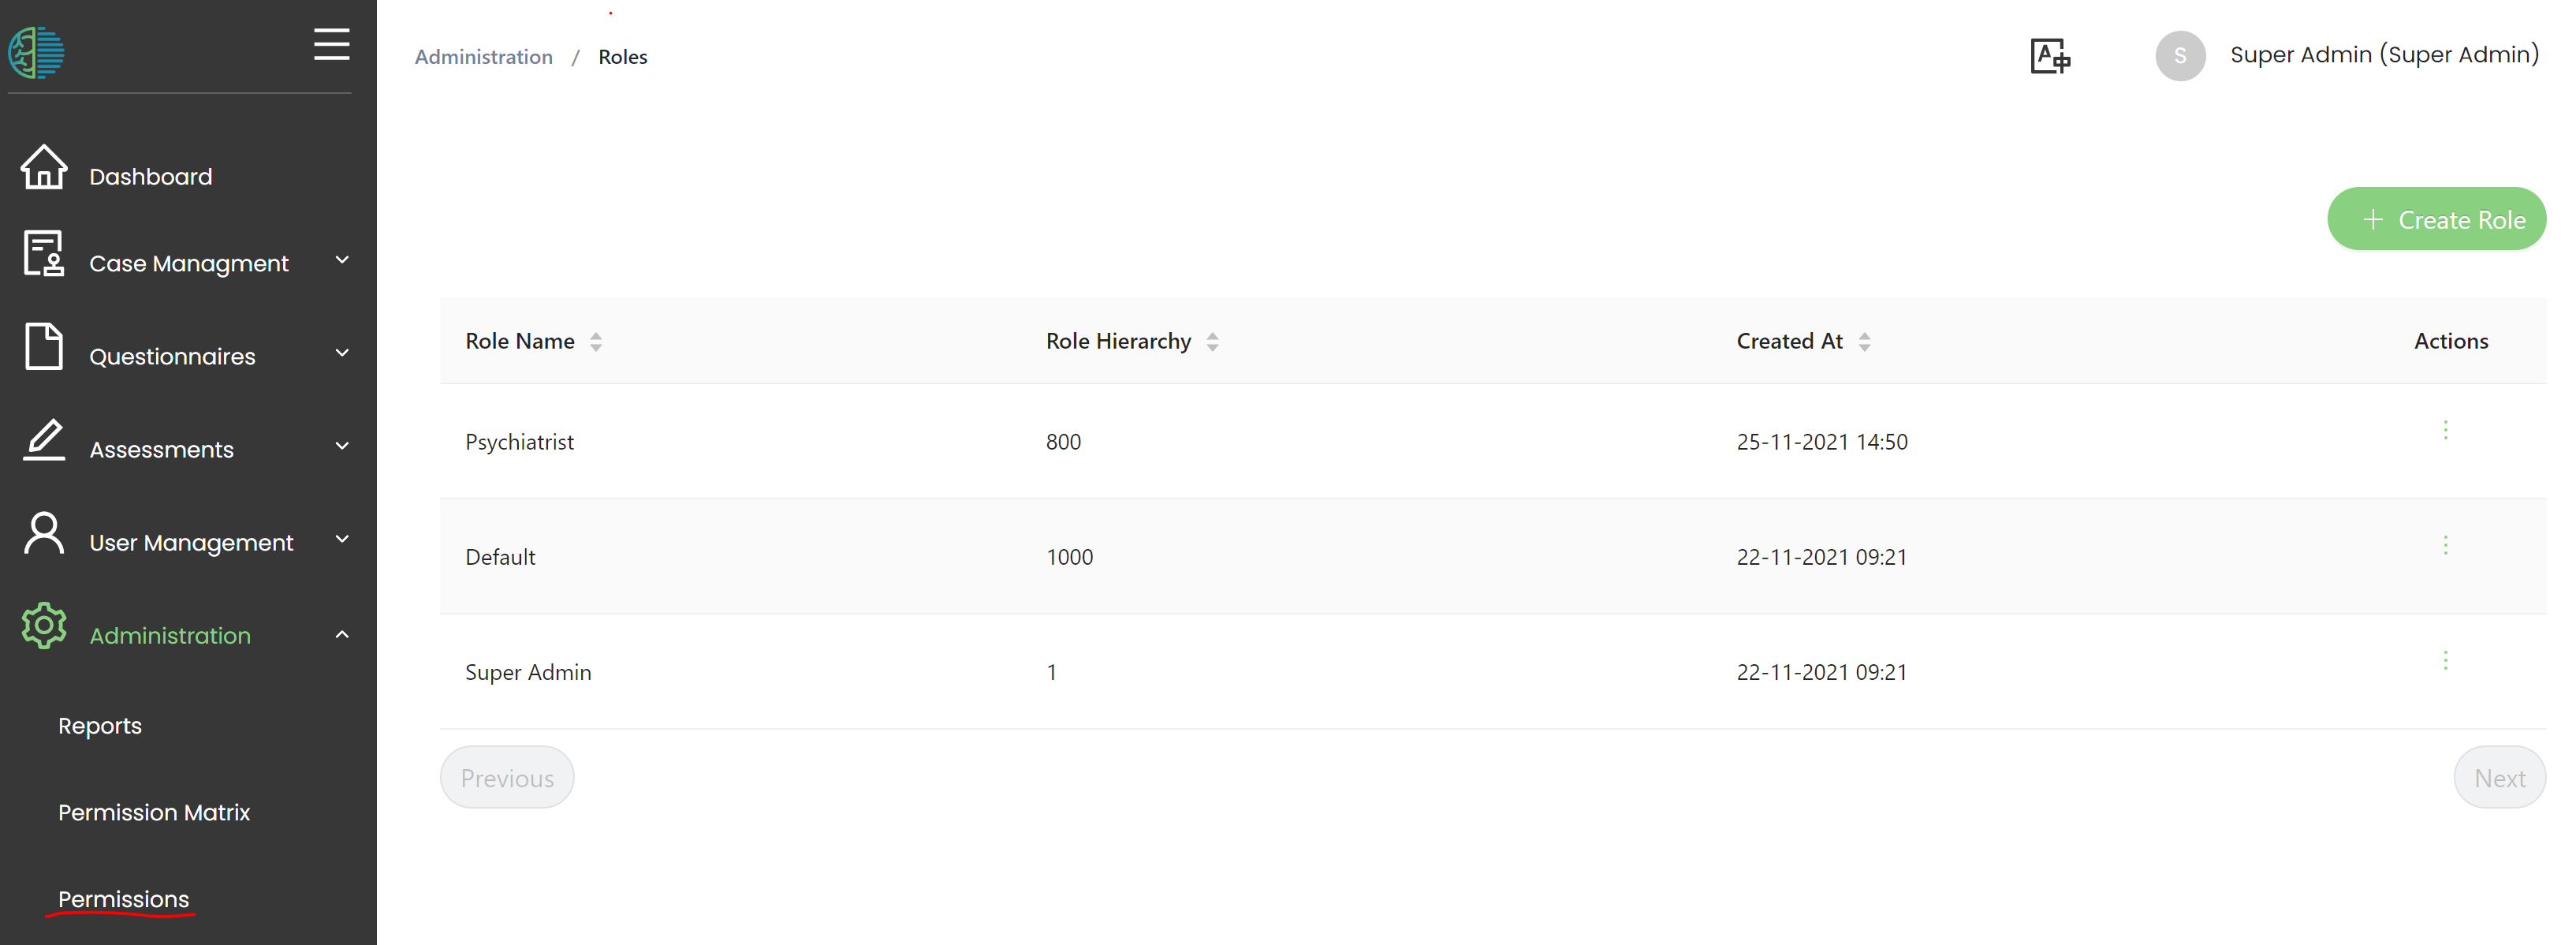 Administration / Roles
S Super Admin (Super Admin)
Dashboard
Case Managment
Questionnaires
Assessments
User Management
Administration
Reports
Permission Matrix
Permissions
+ Create Role
Role Name Role Hierarchy Created At Actions
Psychiatrist 800 25-11-2021 14:50
Default 1000 22-11-2021 09:21
Super Admin 1 22-11-2021 09:21
Previous Next